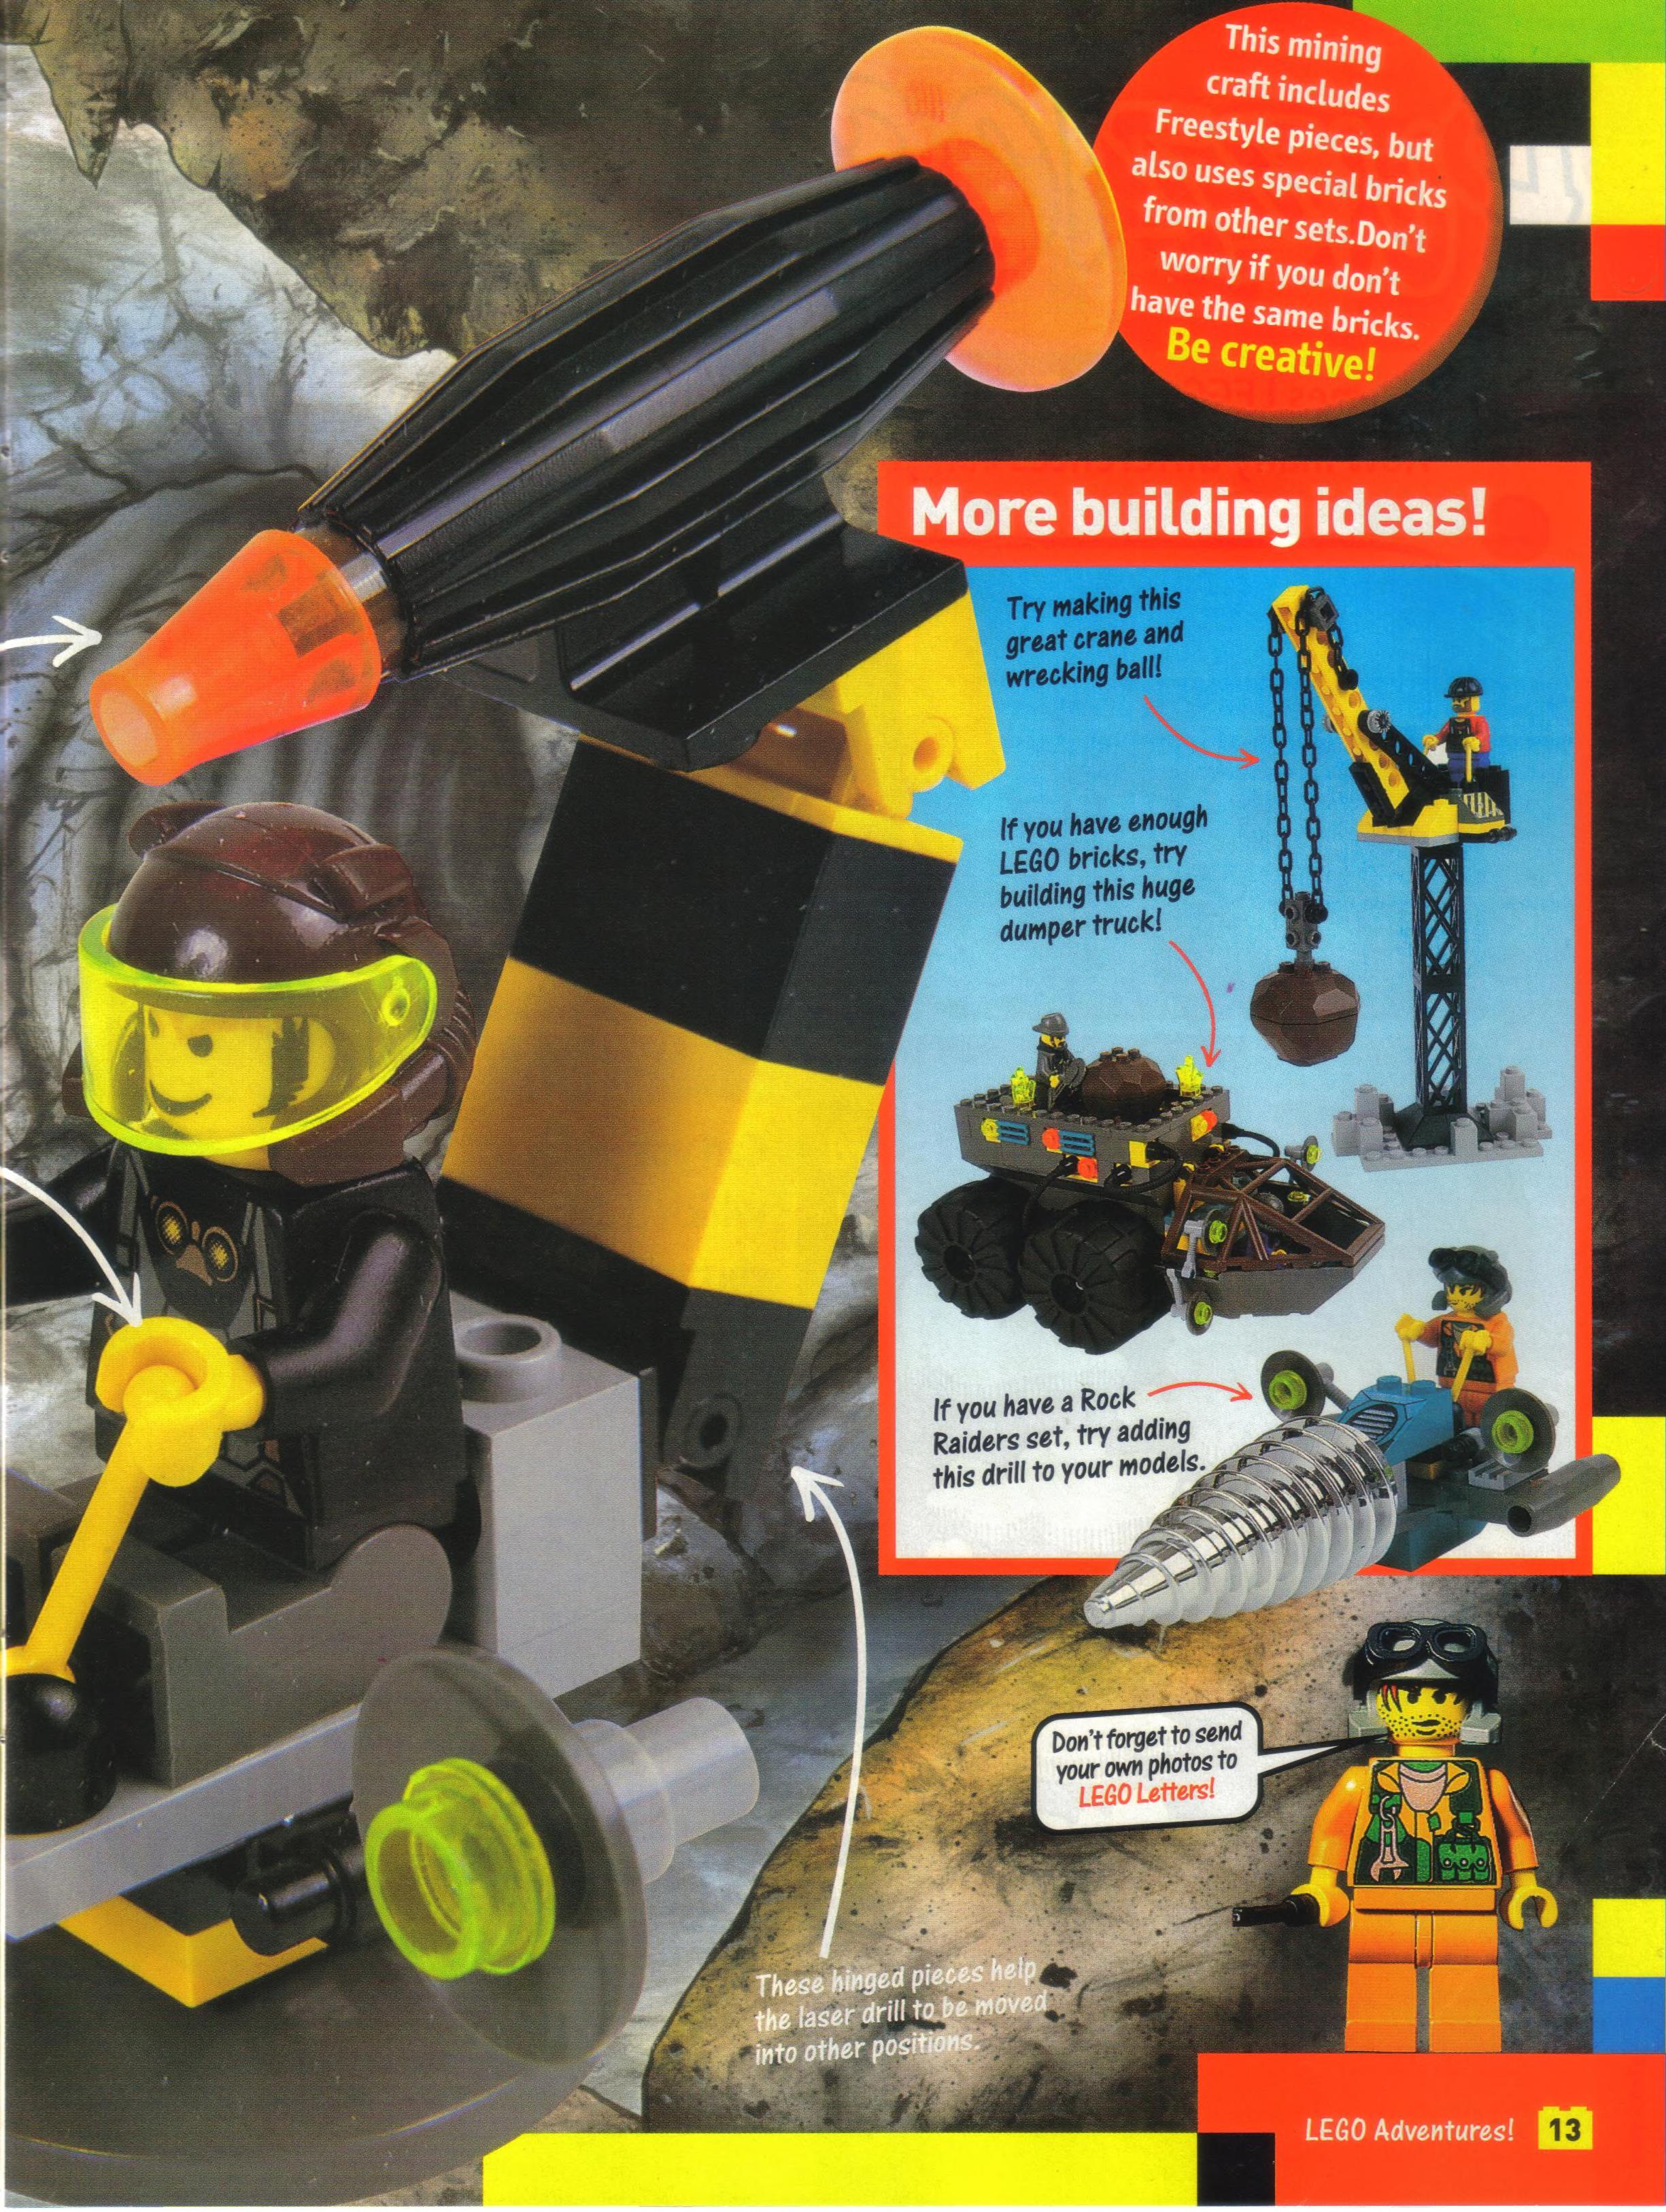 This mining
craft includes
Freestyle pieces, but
also uses special bricks
from other sets.Don't
worry if you don't
have the same bricks.
Be creative!
More building ideas!
Try making this
great crane and
wrecking ball!
If you have enough
LEGO bricks, try
building this huge
dumper truck!
If you have a Rock
Raiders set, try adding
this drill to your models.
Don't forget to send
your own photos to
LEGO Letters!
These hinged pieces help
the laser drill to be moved
into other positions.
LEGO Adventures! 13